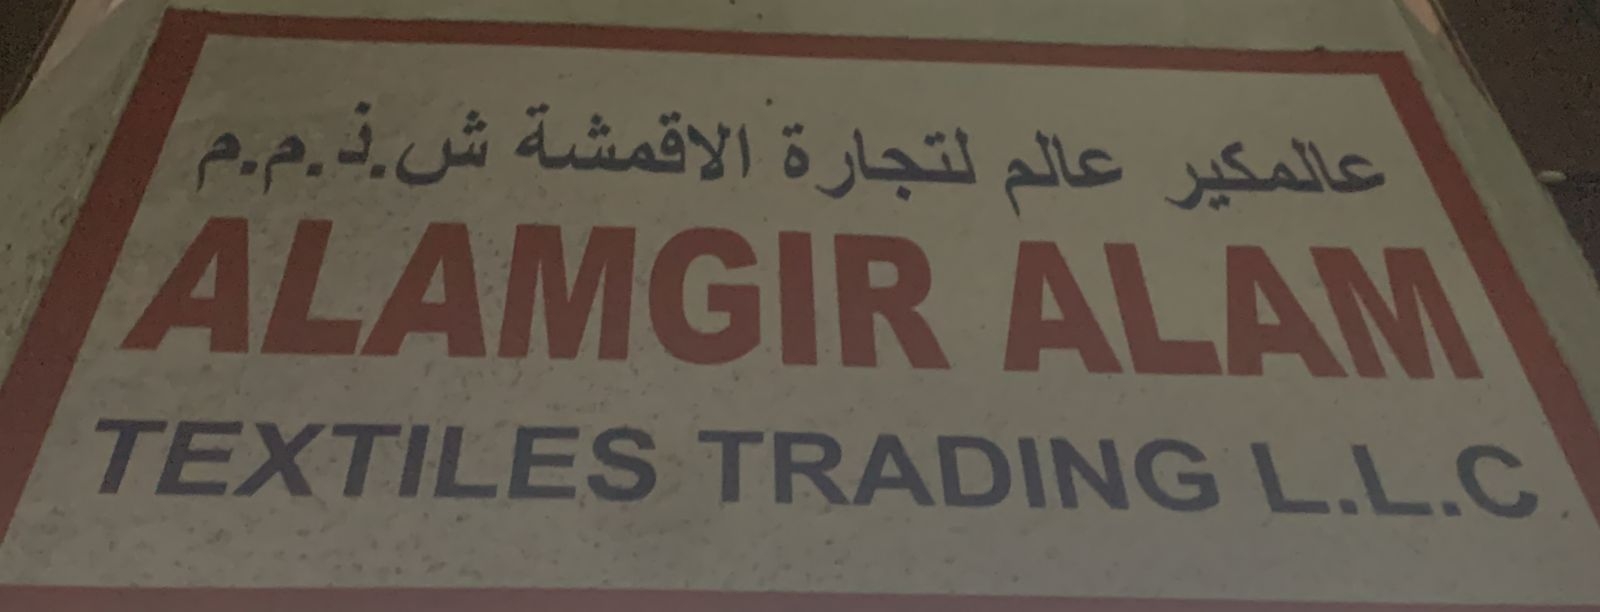 عالمكير عالم لتجارة الاقمشة ش.ذ.م.م
ALAMGIR ALAM
TEXTILES TRADING L.L.C